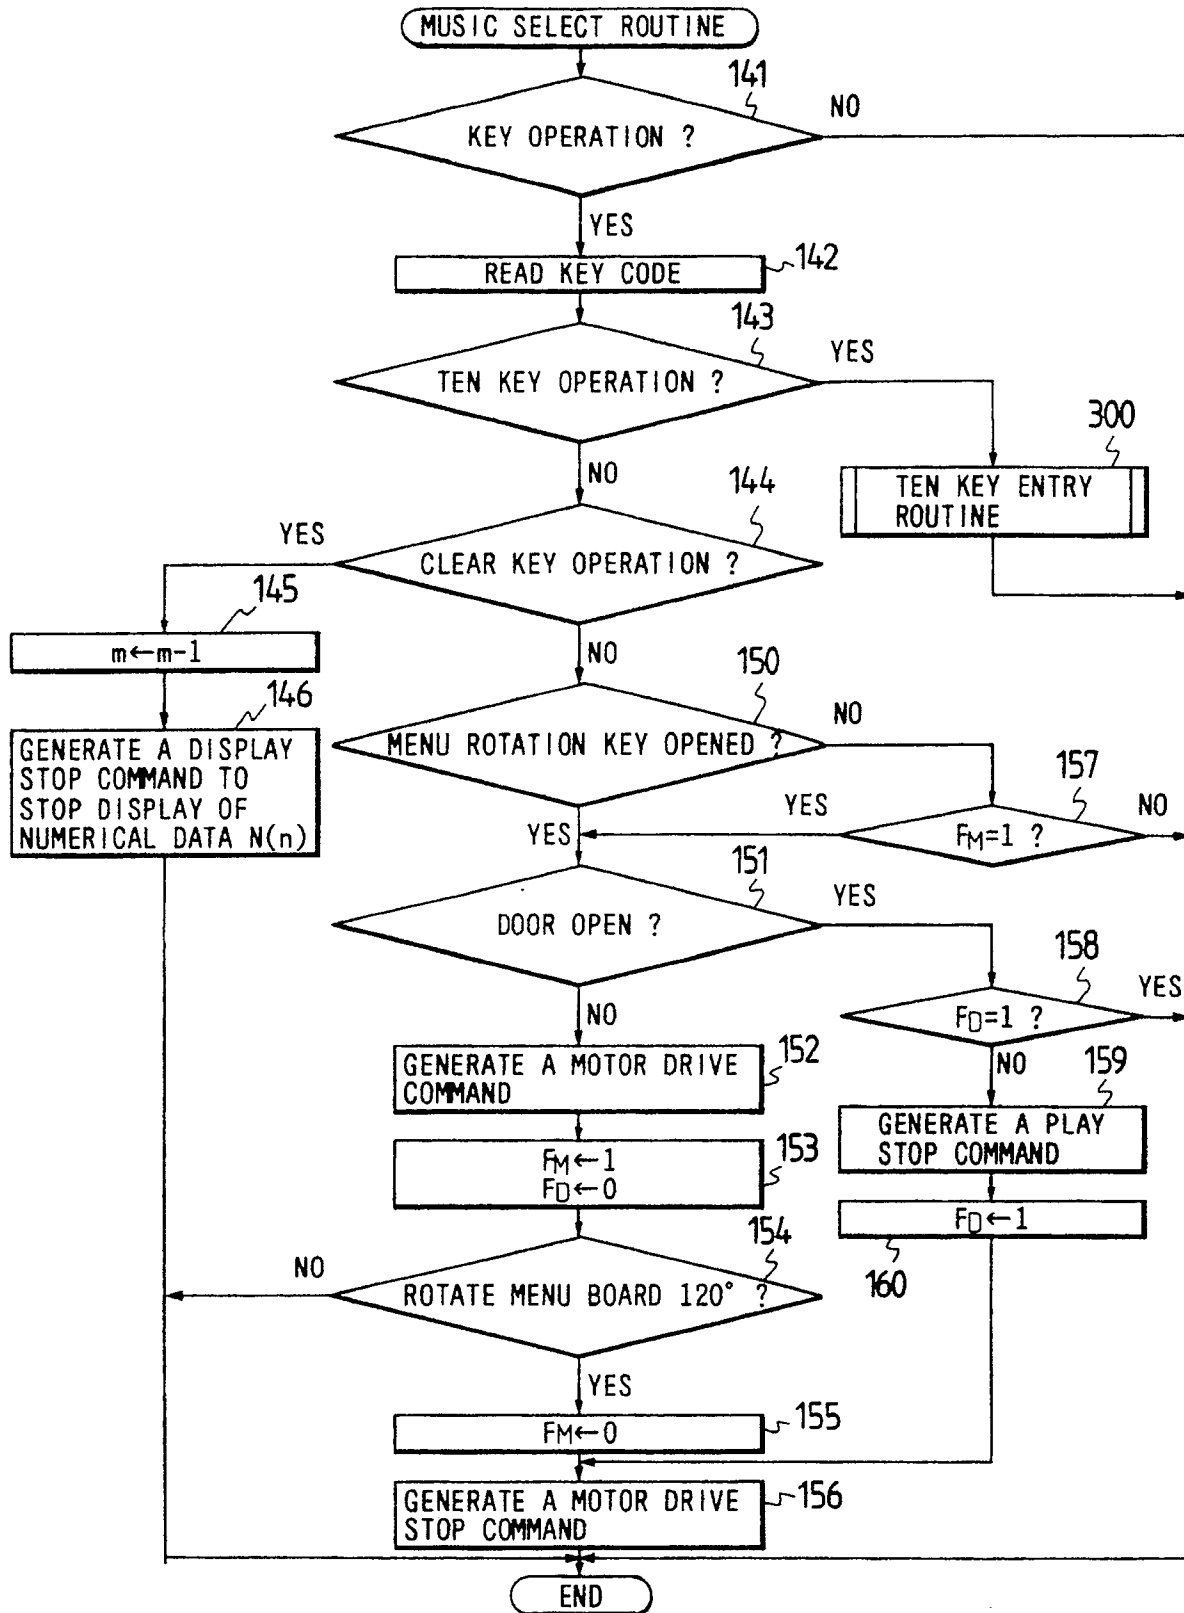 MUSIC SELECT ROUTINE
141
NO
KEY OPERATION ?
YES
READ KEY CODE
142
143
YES
TEN KEY OPERATION ?
NO
300
TEN KEY ENTRY
ROUTINE
144
YES
CLEAR KEY OPERATION ?
145
m←m-1
NO
146
GENERATE A DISPLAY
STOP COMMAND TO
STOP DISPLAY OF
NUMERICAL DATA N(n)
150
NO
MENU ROTATION KEY OPENED ?
YES
157
YES
NO
FM=1 ?
151
YES
DOOR OPEN ?
NO
158
YES
FD=1 ?
NO
GENERATE A MOTOR DRIVE
COMMAND
152
159
GENERATE A PLAY
STOP COMMAND
FM←1
FD←0
153
FD←1
160
154
NO
ROTATE MENU BOARD 120° ?
YES
FM←0
155
GENERATE A MOTOR DRIVE
STOP COMMAND
156
END